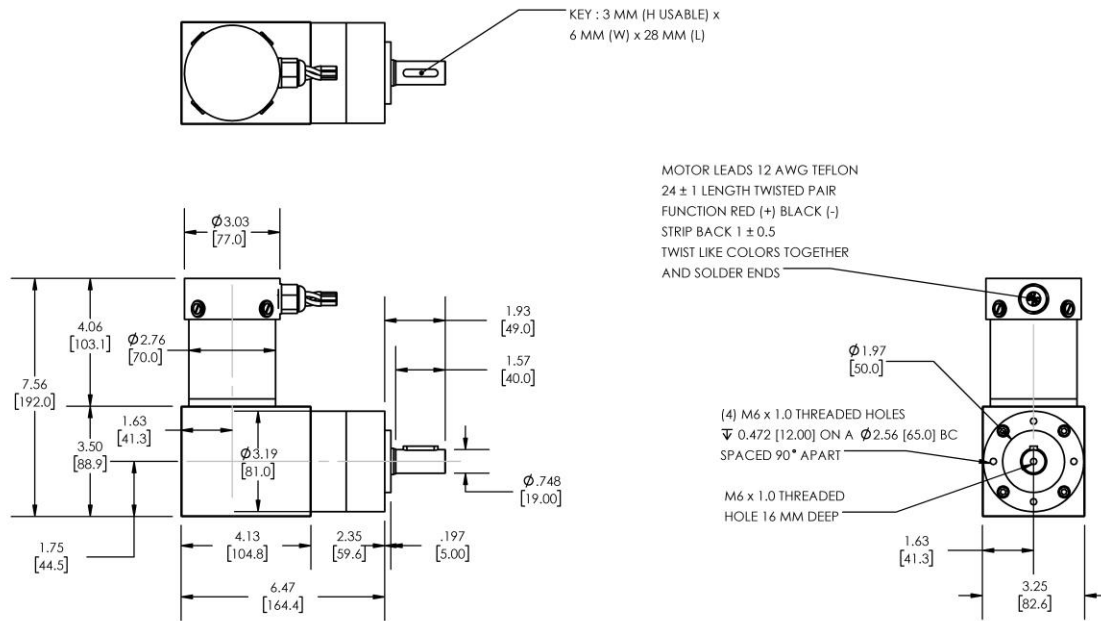 KEY : 3 MM (H USABLE) x
6 MM (W) x 28 MM (L)
MOTOR LEADS 12 AWG TEFLON
24 ± 1 LENGTH TWISTED PAIR
FUNCTION RED (+) BLACK (-)
STRIP BACK 1 ± 0.5
TWIST LIKE COLORS TOGETHER
AND SOLDER ENDS
Ø3.03
[77.0]
4.06
[103.1]
Ø2.76
[70.0]
7.56
[192.0]
1.63
[41.3]
3.50
[88.9]
Ø3.19
[81.0]
1.75
[44.5]
4.13
[104.8]
2.35
[59.6]
.197
[5.00]
6.47
[164.4]
1.93
[49.0]
1.57
[40.0]
Ø.748
[19.00]
Ø1.97
[50.0]
(4) M6 x 1.0 THREADED HOLES
↧ 0.472 [12.00] ON A Ø2.56 [65.0] BC
SPACED 90° APART
M6 x 1.0 THREADED
HOLE 16 MM DEEP
1.63
[41.3]
3.25
[82.6]